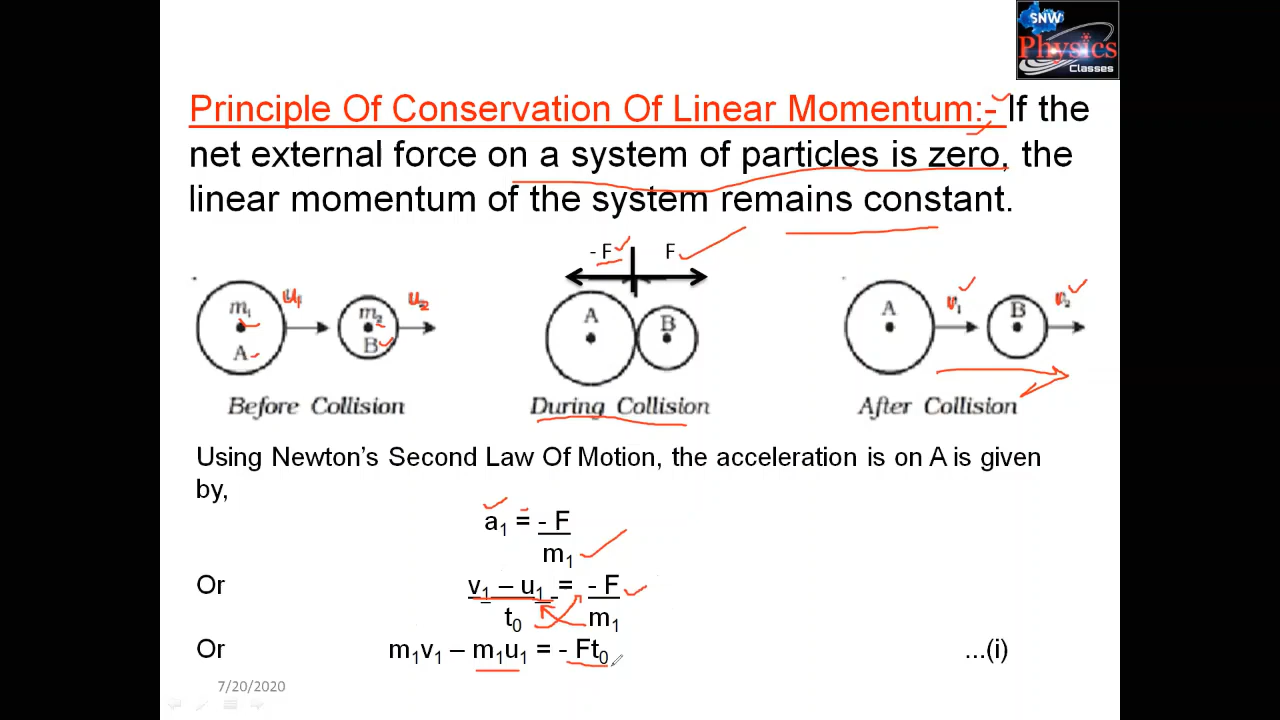 SNW
Physics
Classes
Principle Of Conservation Of Linear Momentum:- If the
net external force on a system of particles is zero, the
linear momentum of the system remains constant.
- F F
m₁ u₁ m₂ u₂ A B v₁ B v₂
A B A
Before Collision During Collision After Collision
Using Newton's Second Law Of Motion, the acceleration is on A is given
by,
a₁ = - F
m₁
Or v₁ – u₁ = - F
t₀ m₁
Or m₁v₁ – m₁u₁ = - Ft₀ ...(i)
7/20/2020